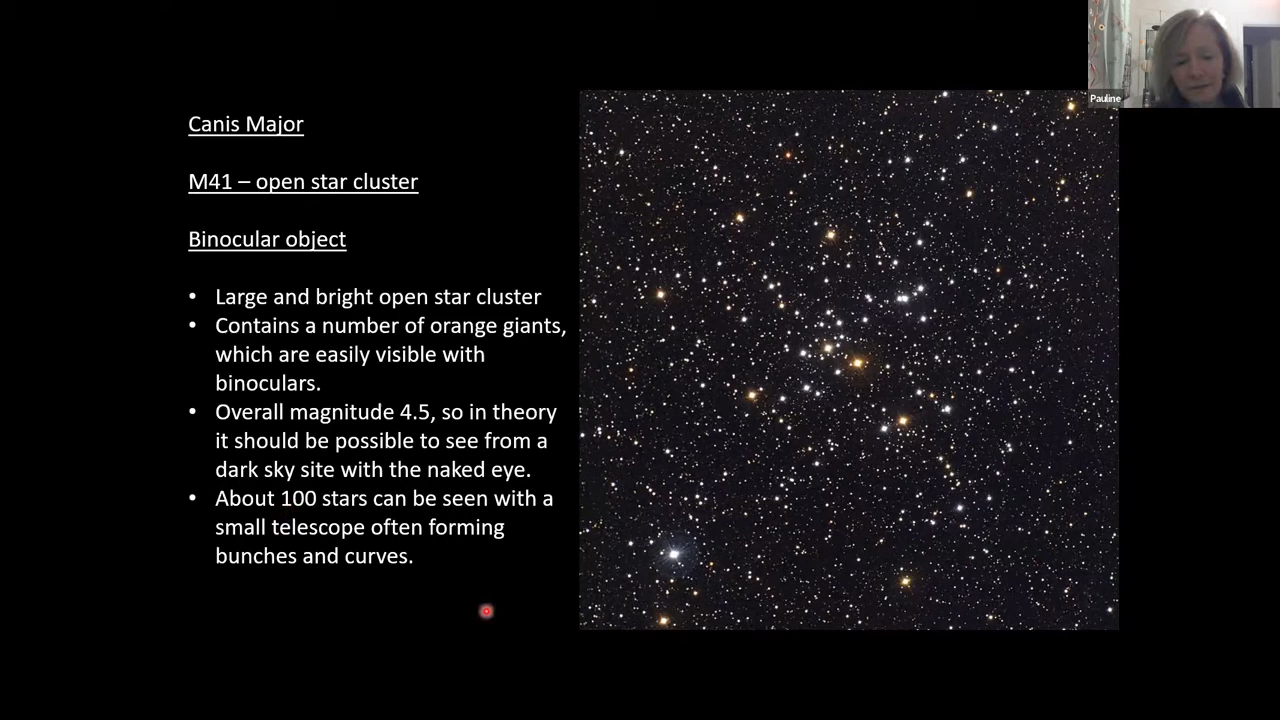 Pauline
Canis Major
M41 – open star cluster
Binocular object
• Large and bright open star cluster
• Contains a number of orange giants,
which are easily visible with
binoculars.
• Overall magnitude 4.5, so in theory
it should be possible to see from a
dark sky site with the naked eye.
• About 100 stars can be seen with a
small telescope often forming
bunches and curves.